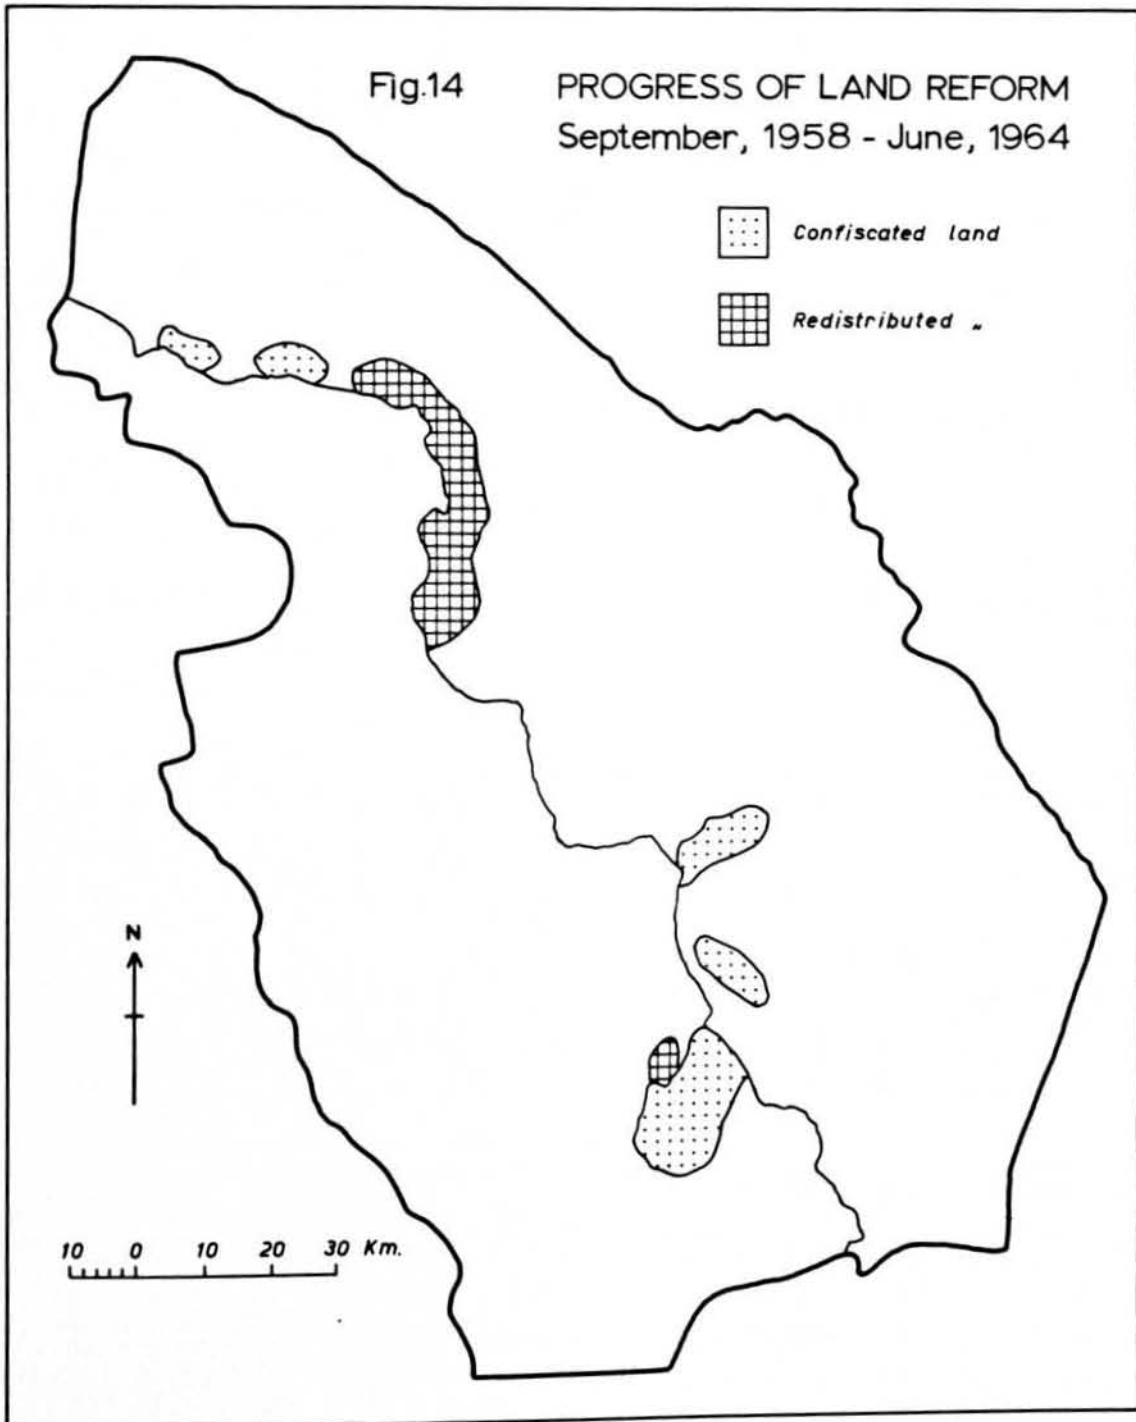 Fig.14
PROGRESS OF LAND REFORM
September, 1958 - June, 1964
Confiscated land
Redistributed "
N
10 0 10 20 30 Km.